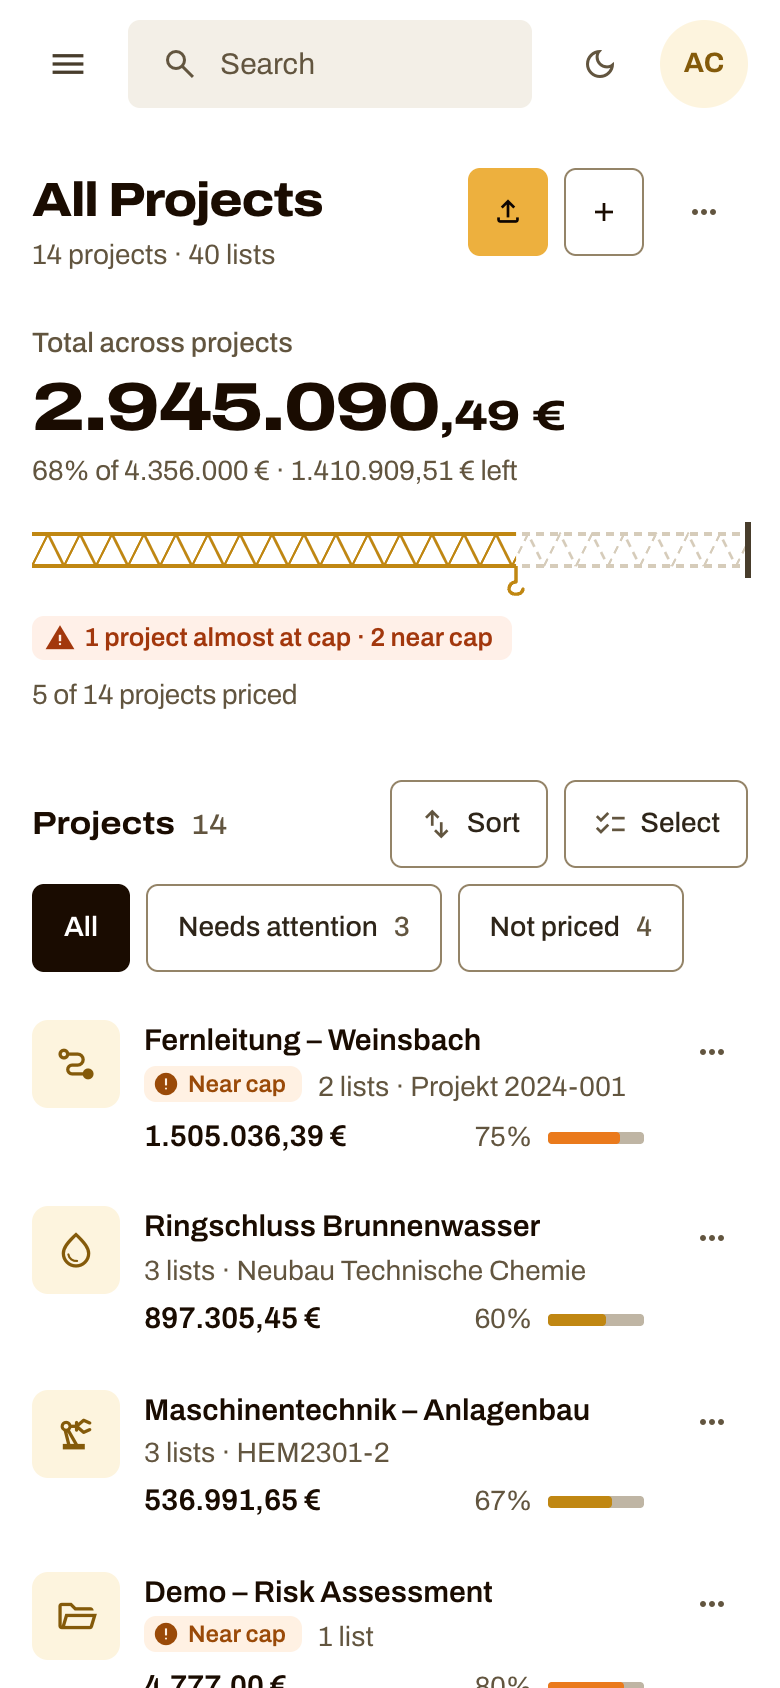 Search
AC
All Projects
14 projects · 40 lists
Total across projects
2.945.090,49 €
68% of 4.356.000 € · 1.410.909,51 € left
1 project almost at cap · 2 near cap
5 of 14 projects priced
Projects 14
Sort
Select
All
Needs attention 3
Not priced 4
Fernleitung – Weinsbach
Near cap 2 lists · Projekt 2024-001
1.505.036,39 € 75%
Ringschluss Brunnenwasser
3 lists · Neubau Technische Chemie
897.305,45 € 60%
Maschinentechnik – Anlagenbau
3 lists · HEM2301-2
536.991,65 € 67%
Demo – Risk Assessment
Near cap 1 list
4.777,00 € 80%